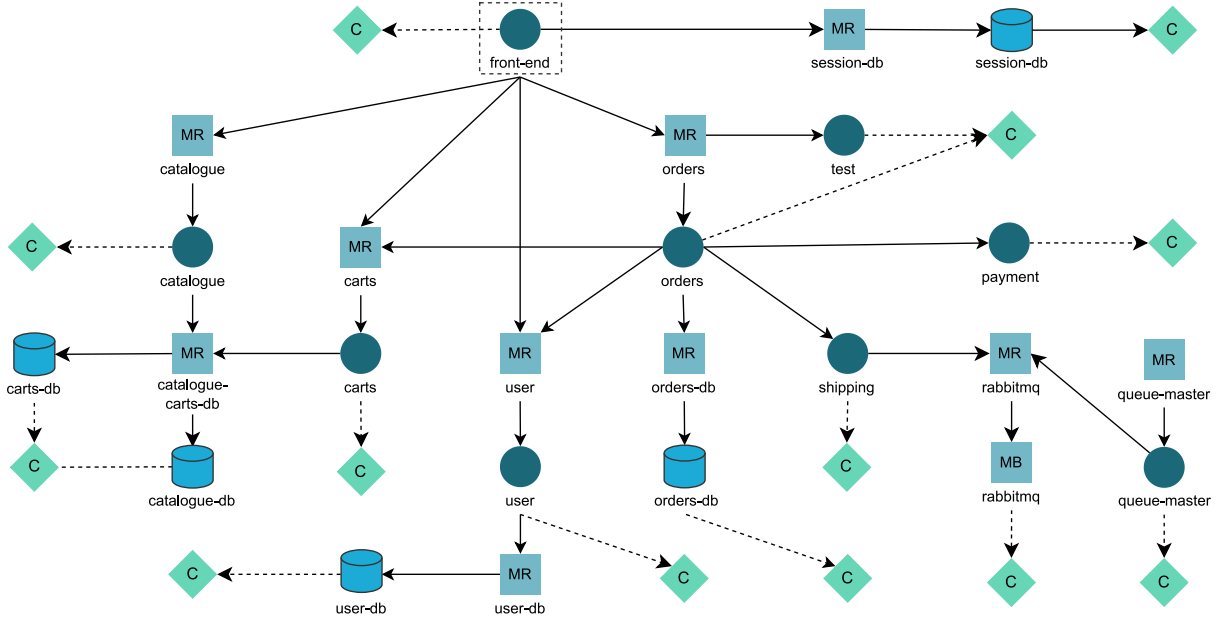 C
MR
C
front-end
session-db
session-db
MR
MR
C
catalogue
orders
test
C
MR
C
catalogue
carts
orders
payment
MR
MR
MR
MR
MR
carts-db
catalogue-
carts-db
carts
user
orders-db
shipping
rabbitmq
queue-master
C
C
C
MB
catalogue-db
user
orders-db
rabbitmq
queue-master
C
MR
C
C
C
C
user-db
user-db